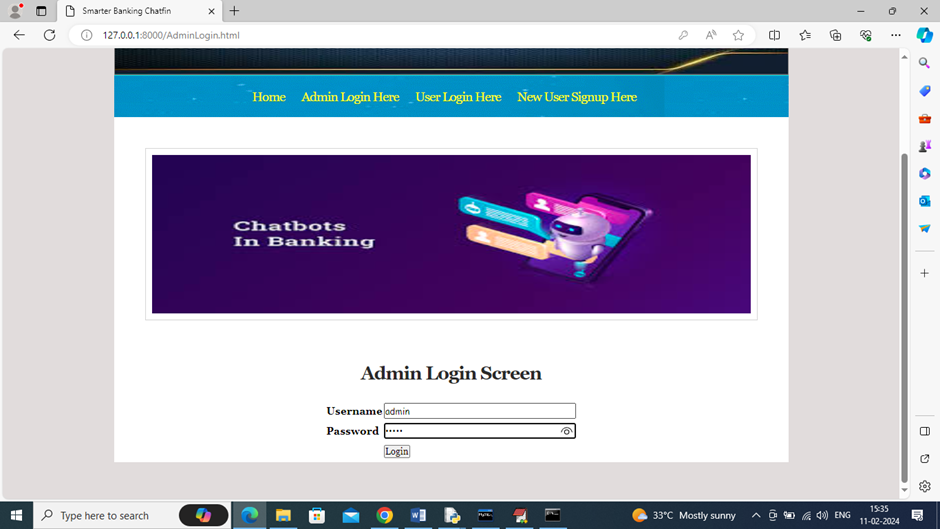 Smarter Banking Chatfin
127.0.0.1:8000/AdminLogin.html
Home Admin Login Here User Login Here New User Signup Here
Chatbots
In Banking
Admin Login Screen
Username admin
Password •••••
Login
Type here to search
33°C Mostly sunny
ENG
15:35
11-02-2024